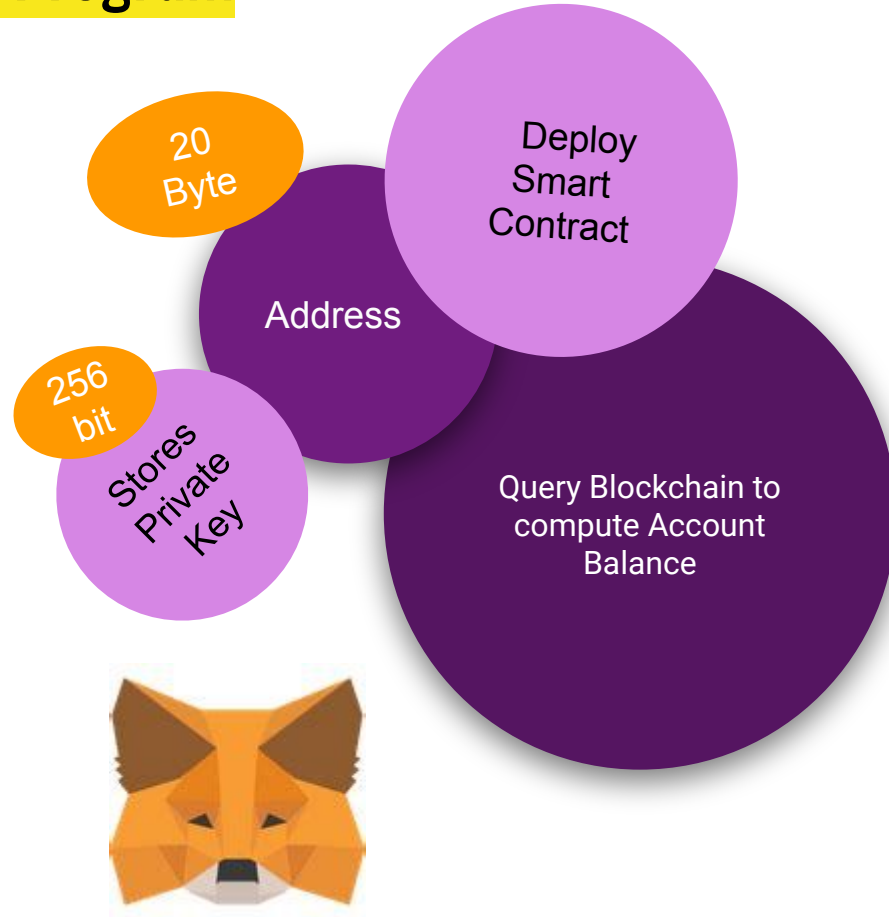 20
Byte
Deploy
Smart
Contract
Address
256
bit
Stores
Private
Key
Query Blockchain to
compute Account
Balance